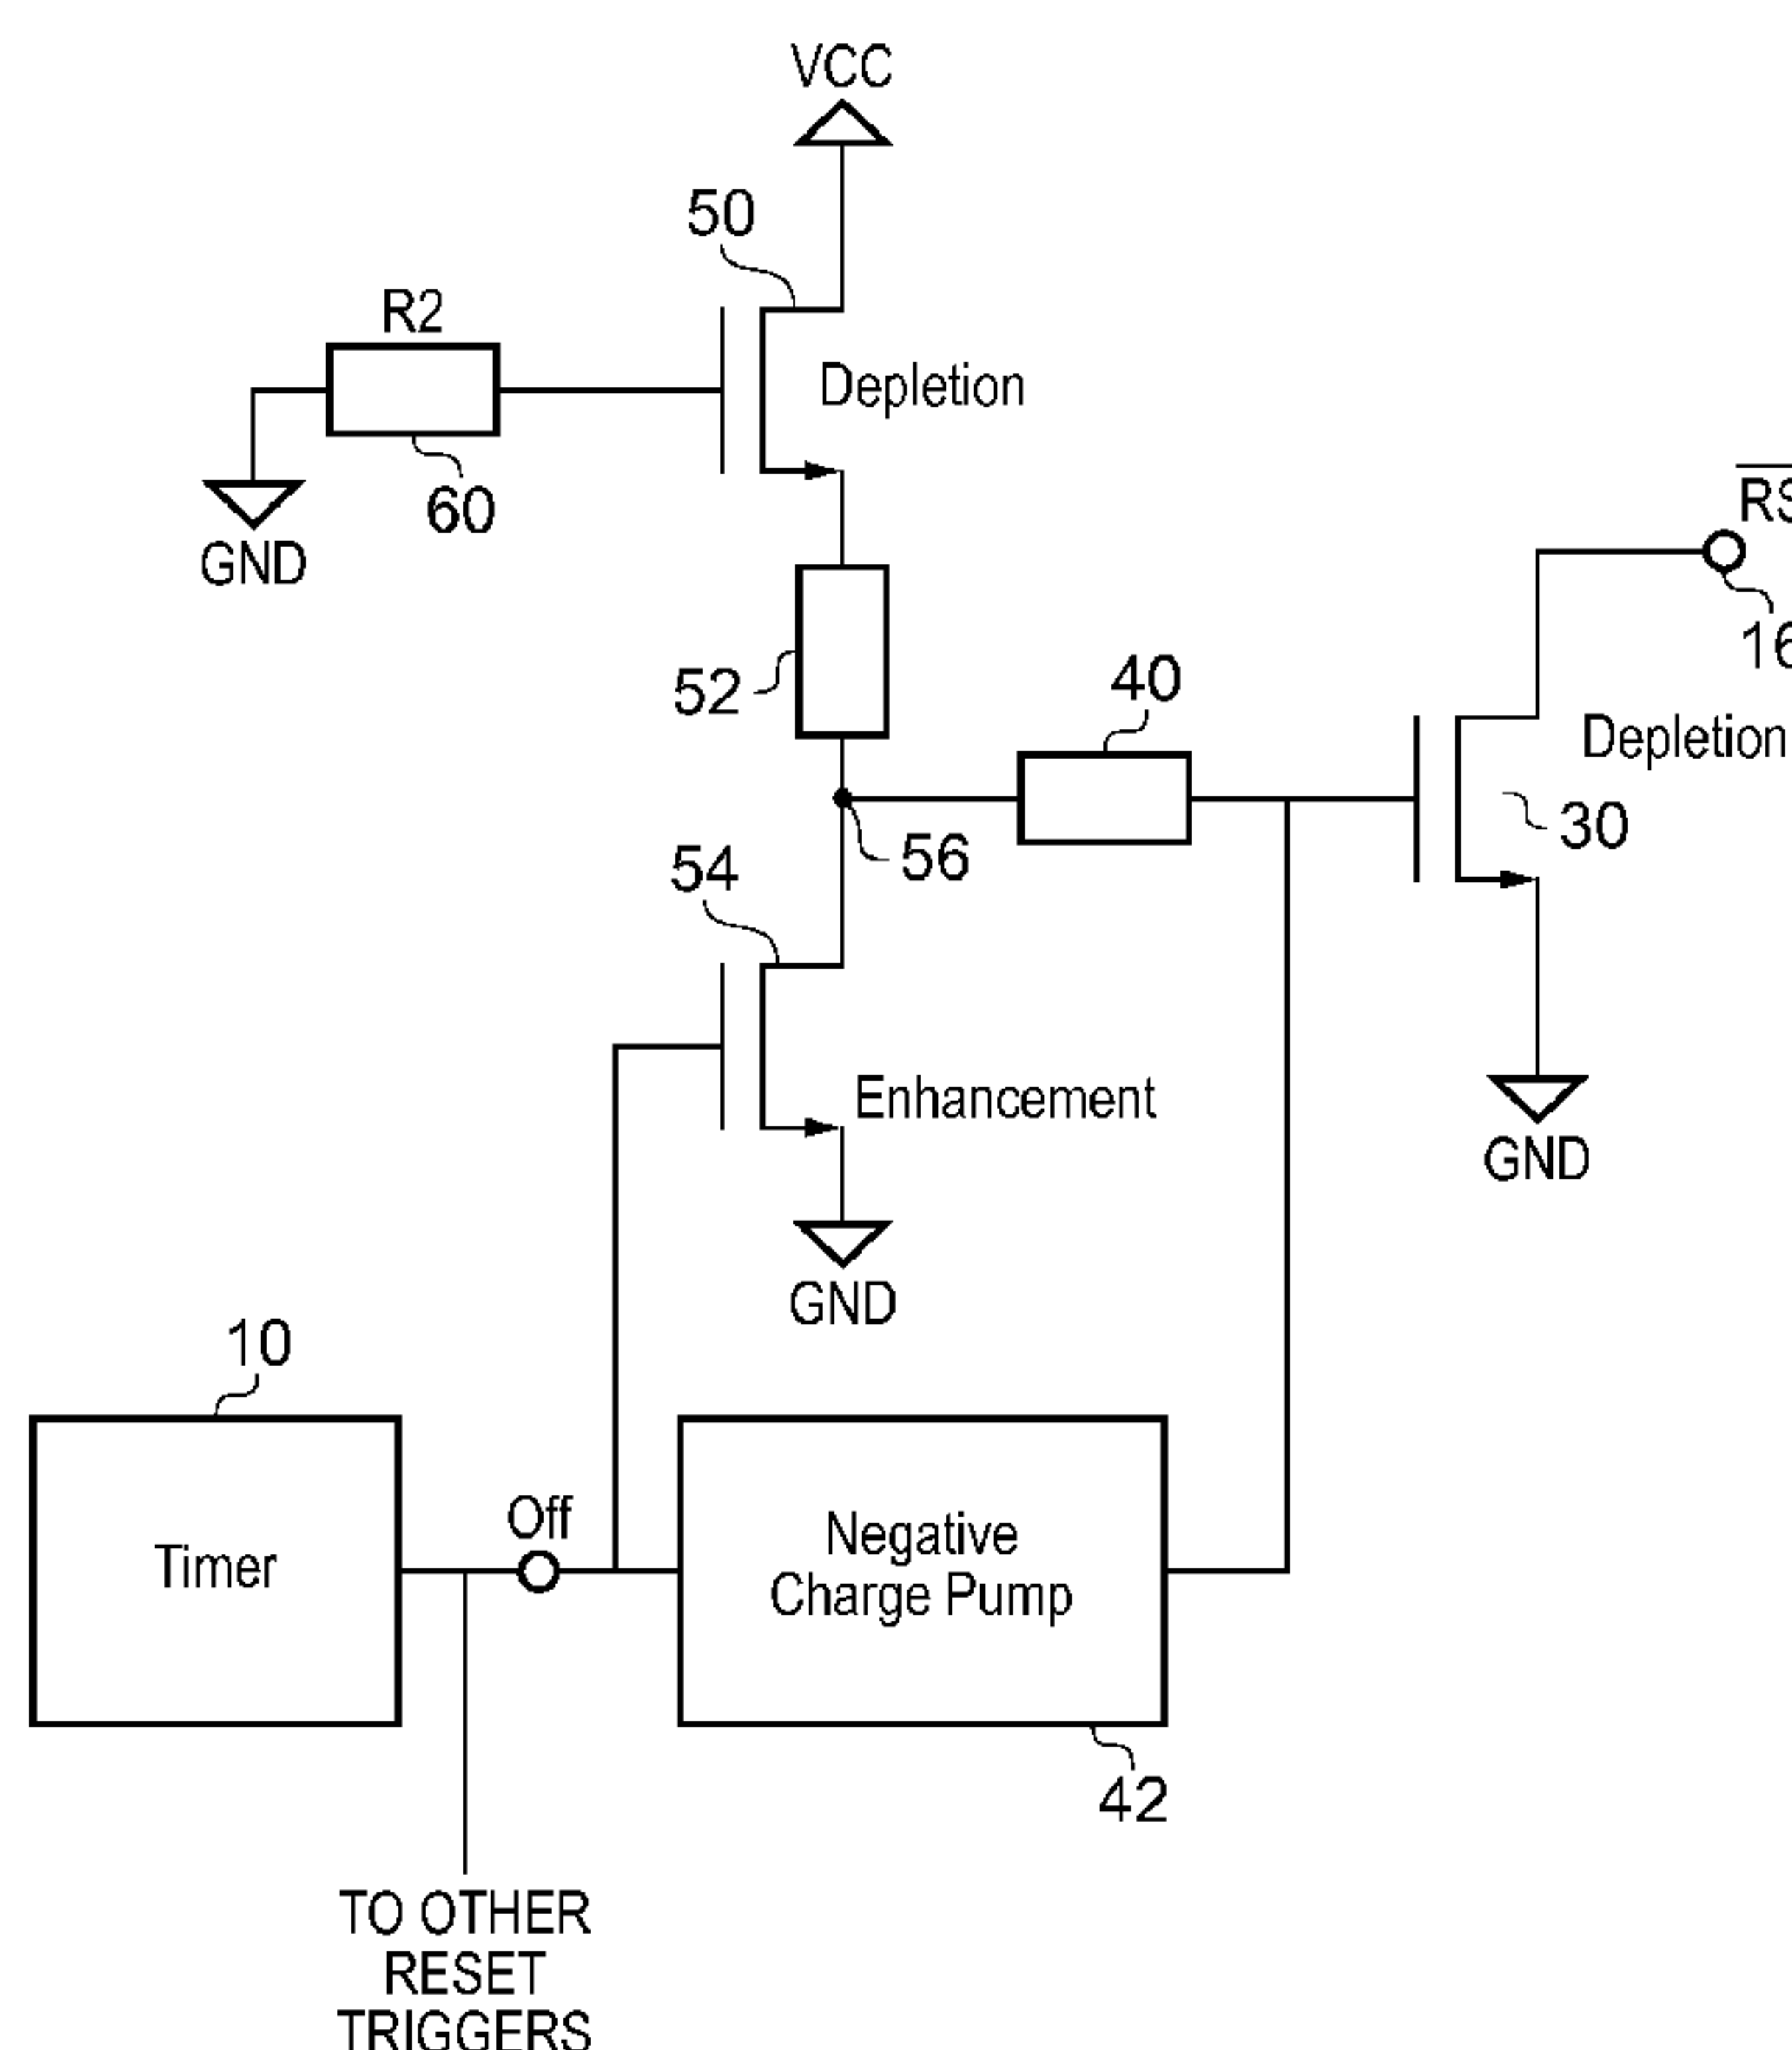 VCC
50
R2
Depletion
60
GND
52
40
16
Depletion
30
56
54
Enhancement
GND
GND
10
Off
Timer
Negative
Charge Pump
42
TO OTHER
RESET
TRIGGERS